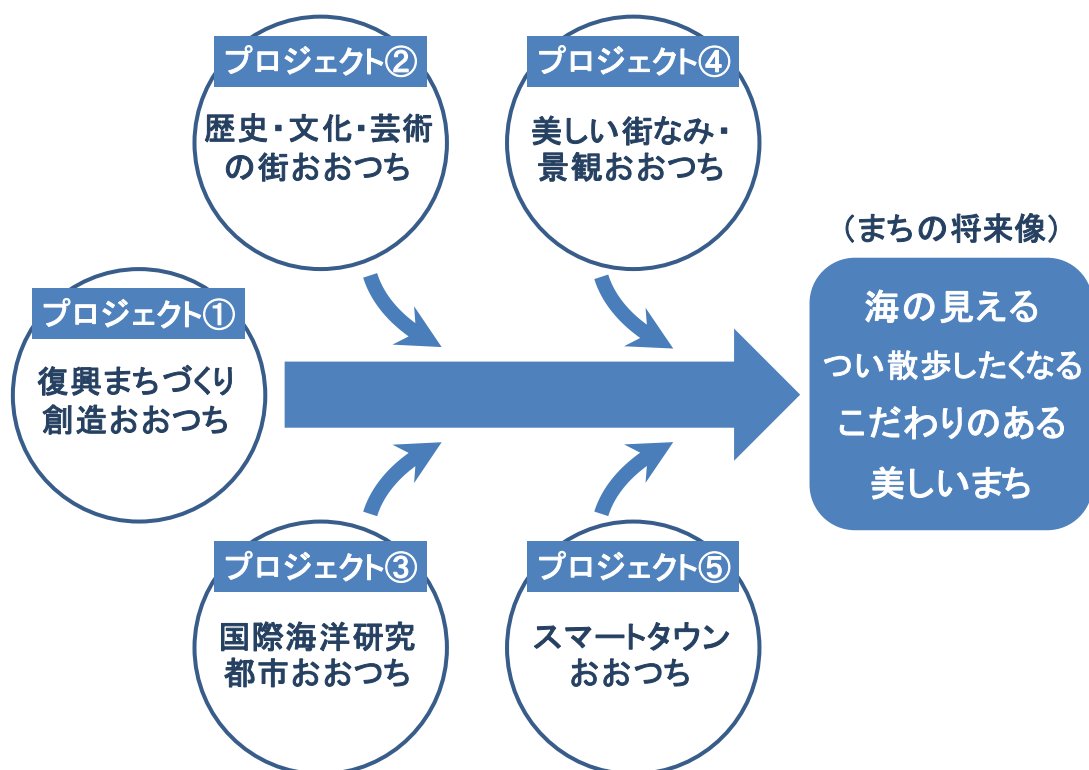 プロジェクト①
復興まちづくり
創造おおつち
プロジェクト②
歴史・文化・芸術
の街おおつち
プロジェクト③
国際海洋研究
都市おおつち
プロジェクト④
美しい街なみ・
景観おおつち
プロジェクト⑤
スマートタウン
おおつち
(まちの将来像)
海の見える
つい散歩したくなる
こだわりのある
美しいまち